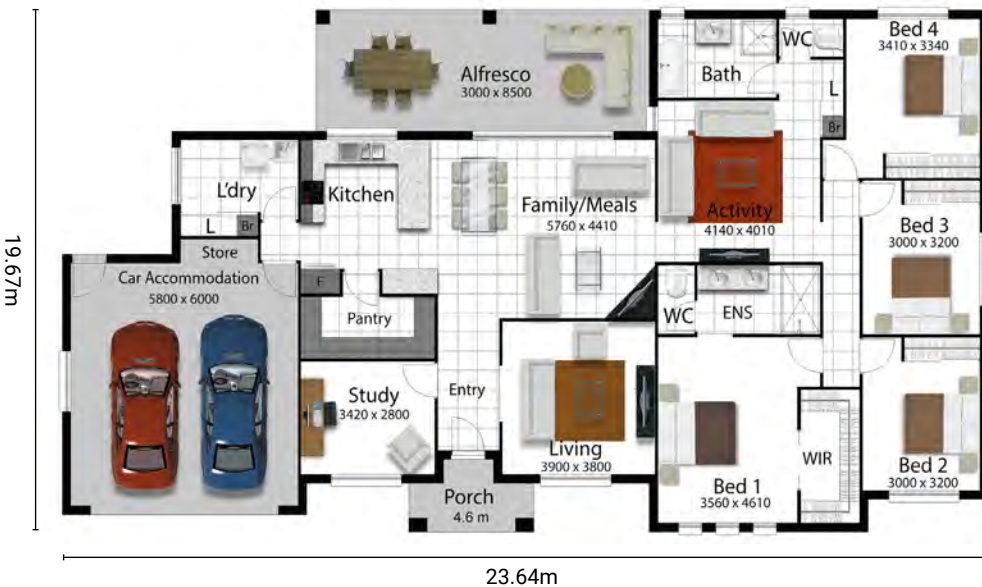 Bed 4
3410 x 3340
WC
Bath
L
Br
Alfresco
3000 x 8500
L'dry
L
Br
Kitchen
Family/Meals
5760 x 4410
Activity
4140 x 4010
Bed 3
3000 x 3200
Store
Car Accommodation
5800 x 6000
F
Pantry
WC
ENS
Study
3420 x 2800
Entry
Living
3900 x 3800
Bed 1
3560 x 4610
WIR
Bed 2
3000 x 3200
Porch
4.6 m
19.67m
23.64m